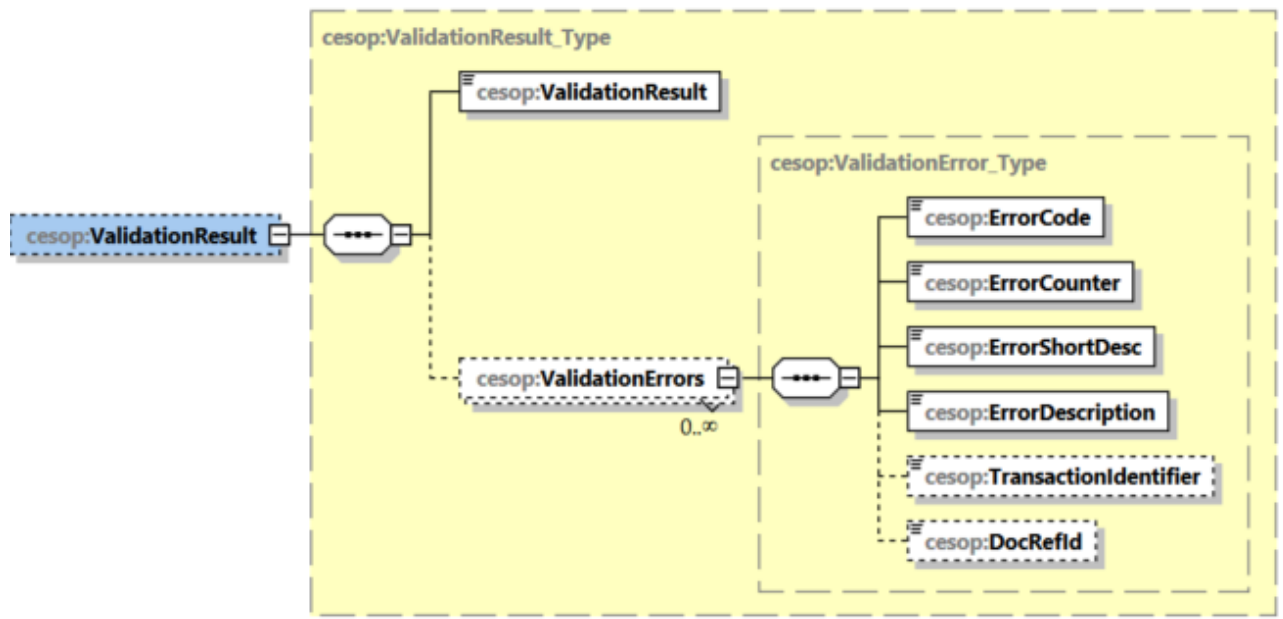 cesop:ValidationResult_Type
cesop:ValidationResult
cesop:ValidationError_Type
cesop:ErrorCode
cesop:ValidationResult
cesop:ErrorCounter
cesop:ErrorShortDesc
cesop:ValidationErrors
0..∞
cesop:ErrorDescription
cesop:TransactionIdentifier
cesop:DocRefId